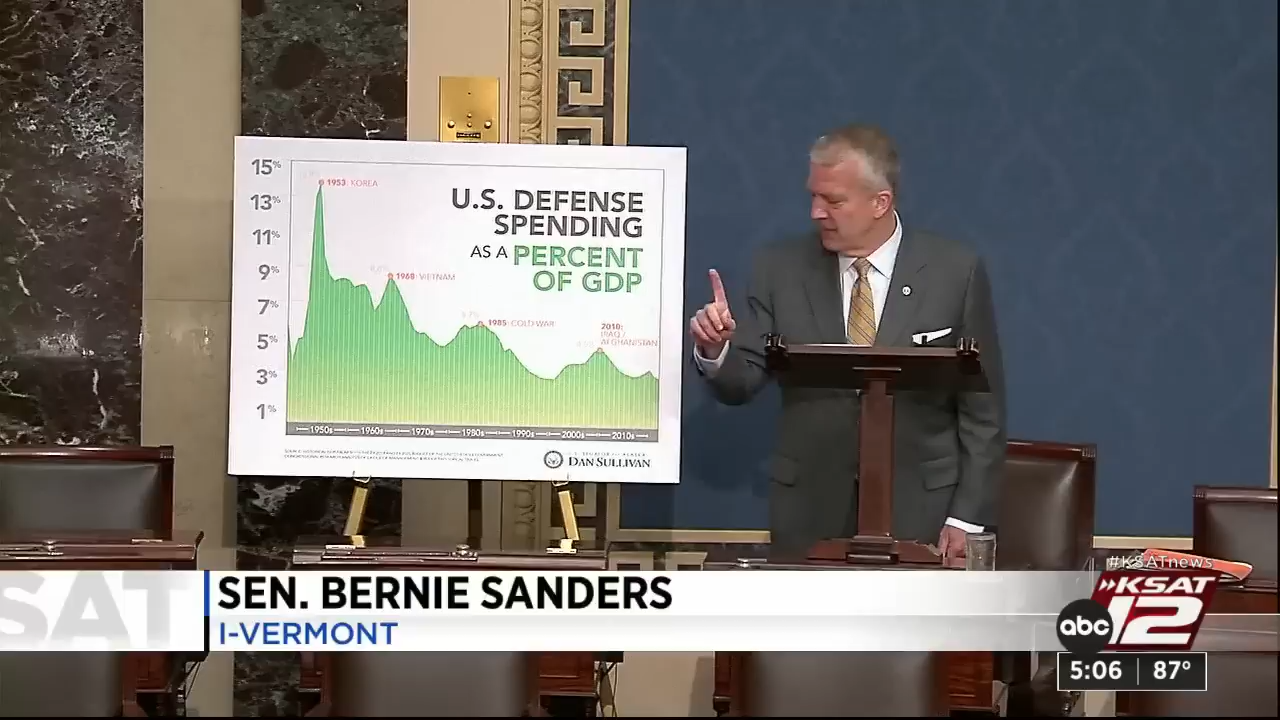 15%
13%
11%
9%
7%
5%
3%
1%
U.S. DEFENSE
SPENDING
AS A PERCENT
OF GDP
1953: KOREA
1968: VIETNAM
1985: COLD WAR
2010:
IRAQ /
AFGHANISTAN
1950s 1960s 1970s 1980s 1990s 2000s 2010s
DAN SULLIVAN
#KSATnews
SAT
SEN. BERNIE SANDERS
I-VERMONT
KSAT
abc 12
5:06 87°